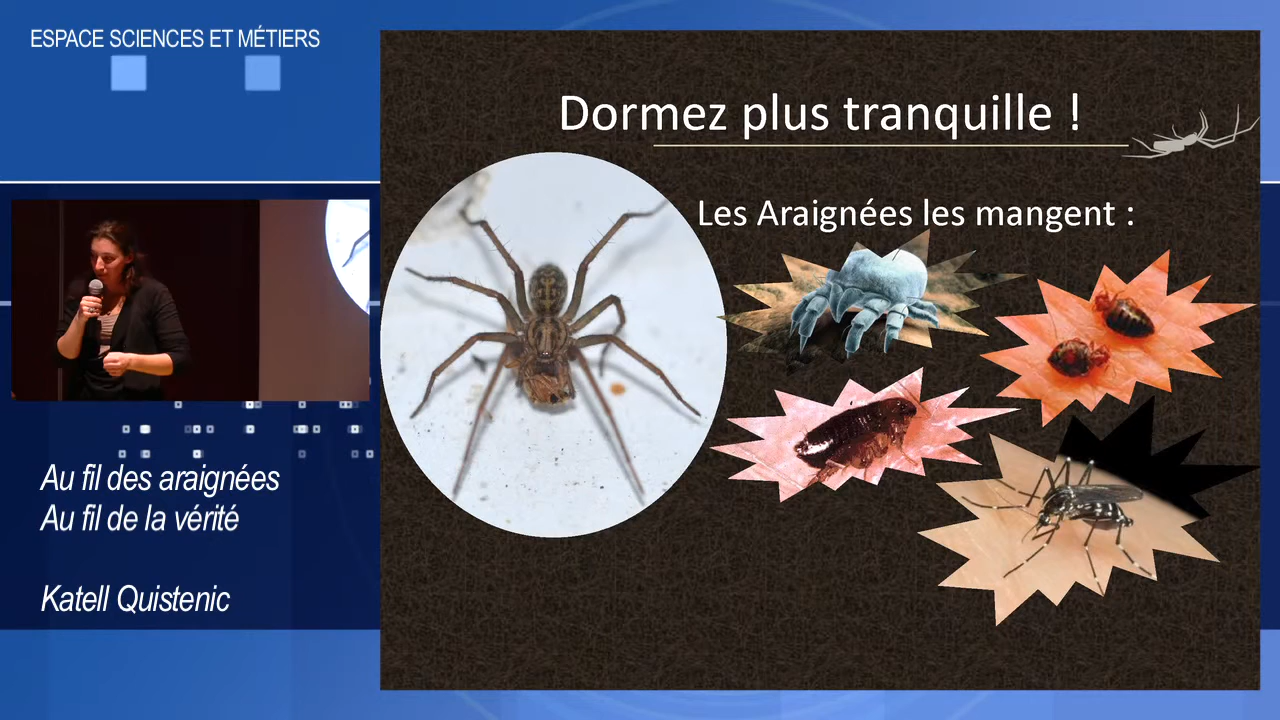 ESPACE SCIENCES ET MÉTIERS
Dormez plus tranquille !
Les Araignées les mangent :
Au fil des araignées
Au fil de la vérité
Katell Quistenic